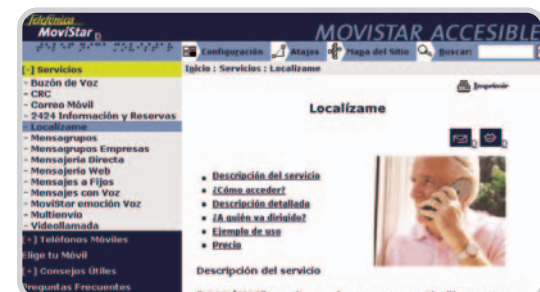 Telefónica
MoviStar
MOVISTAR ACCESIBLE
Configuración Atajos Mapa del Sitio Buscar:
[-] Servicios
- Buzón de Voz
- CRC
- Correo Móvil
- 2424 Información y Reservas
- Localízame
- Mensagrupos
- Mensagrupos Empresas
- Mensajería Directa
- Mensajería Web
- Mensajes a Fijos
- Mensajes con Voz
- MoviStar emoción Voz
- Multienvío
- Videollamada
[+] Teléfonos Móviles
Elige tu Móvil
[+] Consejos Útiles
Preguntas Frecuentes
Inicio : Servicios : Localízame
Imprimir
Localízame
• Descripción del servicio
• ¿Cómo acceder?
• Descripción detallada
• ¿A quién va dirigido?
• Ejemplo de uso
• Precio
Descripción del servicio